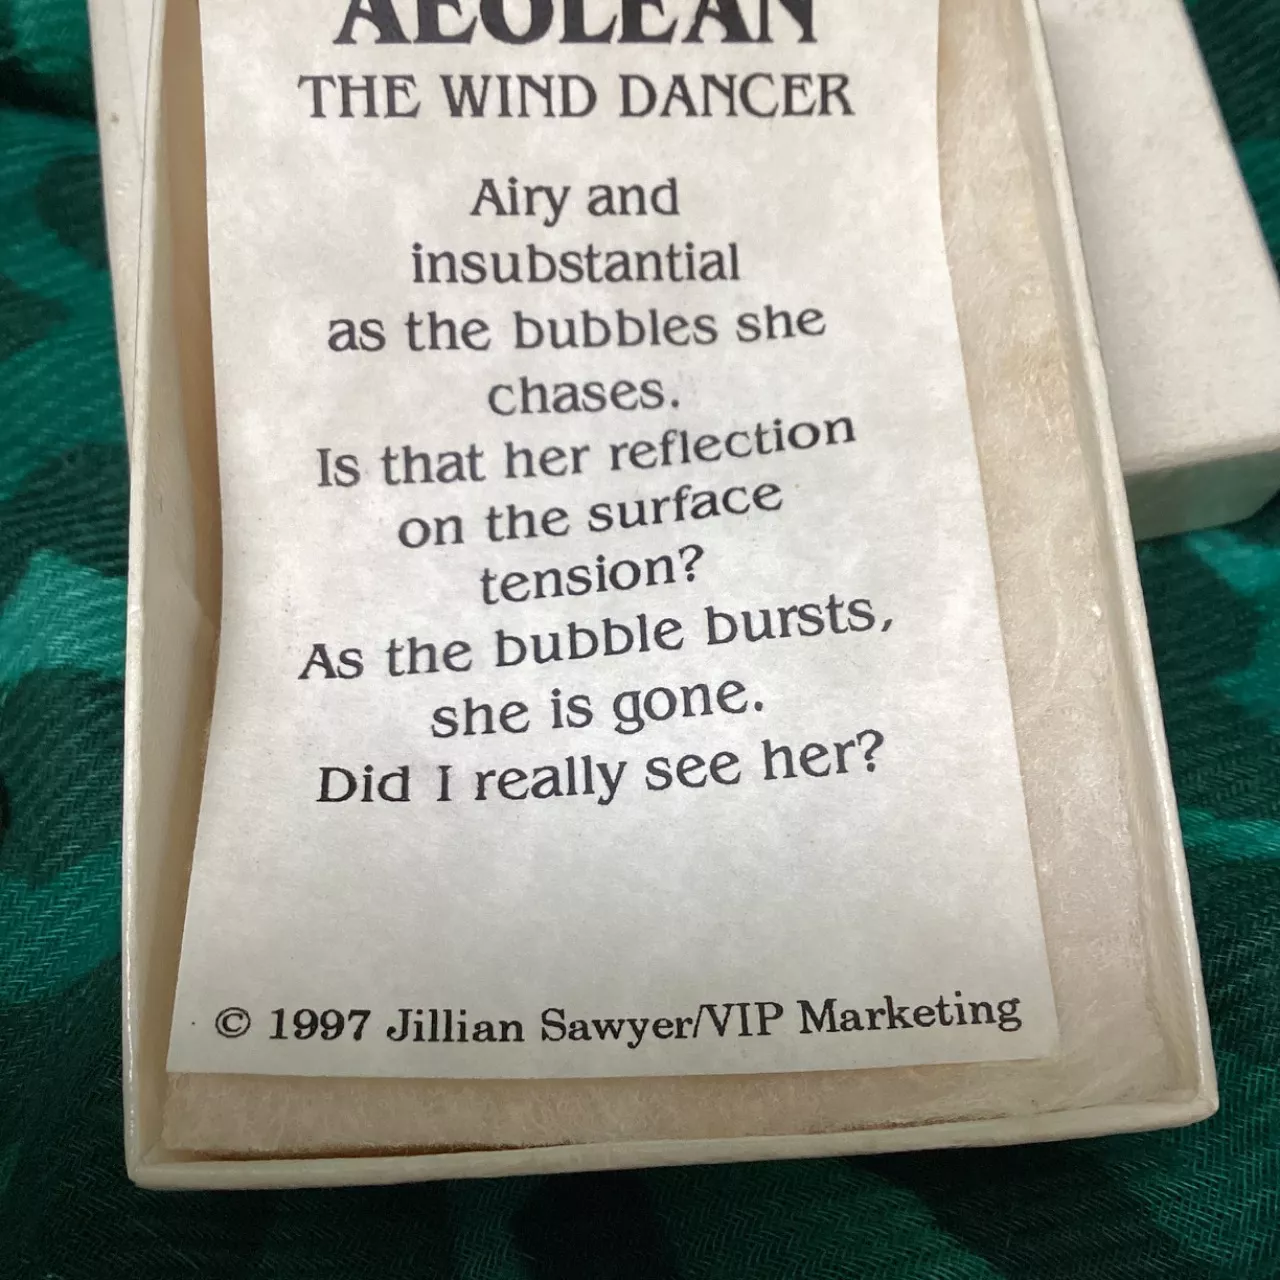 AEOLEAN
THE WIND DANCER
Airy and
insubstantial
as the bubbles she
chases.
Is that her reflection
on the surface
tension?
As the bubble bursts,
she is gone.
Did I really see her?
© 1997 Jillian Sawyer/VIP Marketing